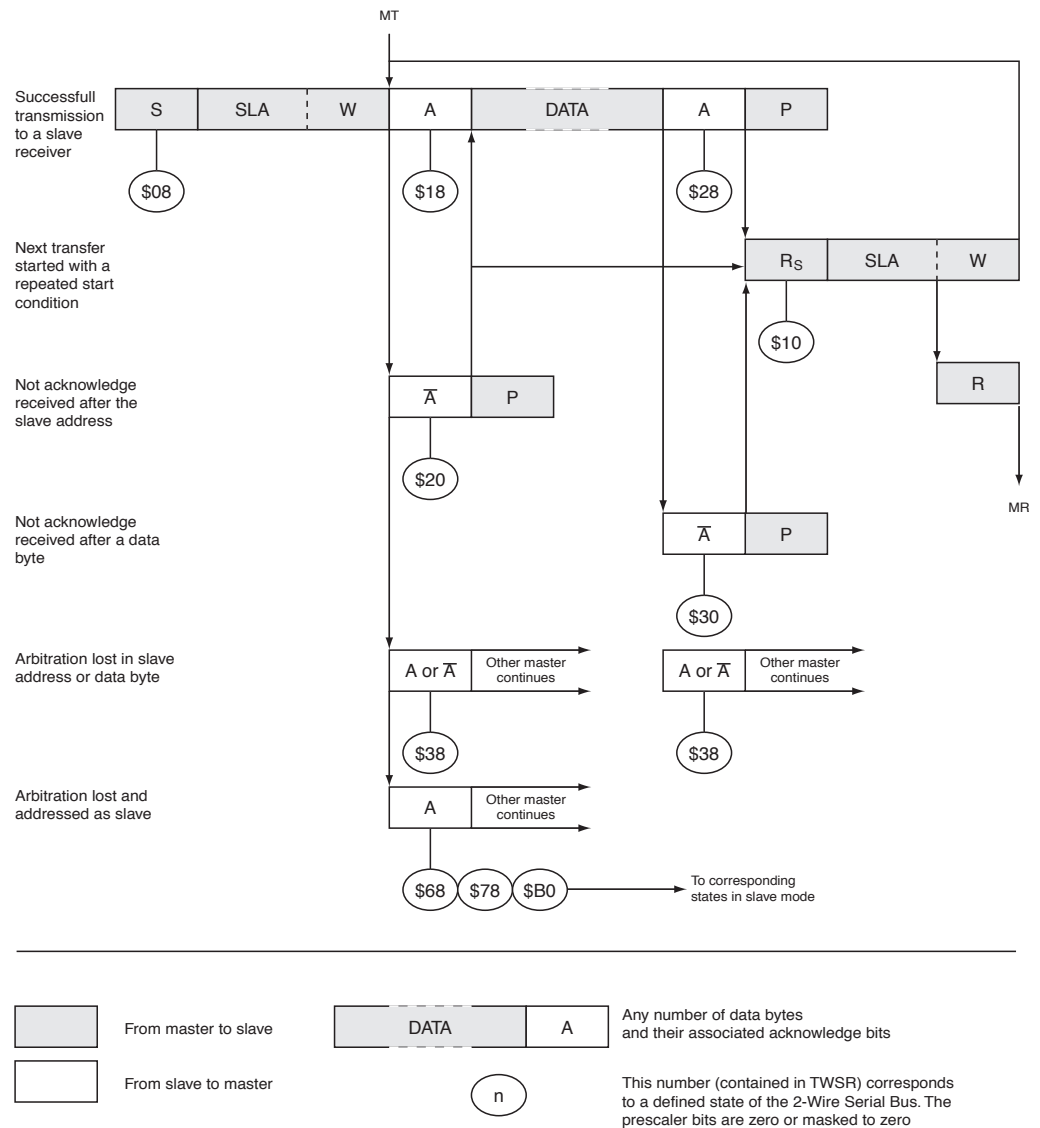 MT
Successfull
transmission
to a slave
receiver
S SLA W A DATA A P
$08 $18 $28
Next transfer
started with a
repeated start
condition
RS SLA W
$10
Not acknowledge
received after the
slave address
A̅ P
R
$20
MR
Not acknowledge
received after a data
byte
A̅ P
$30
Arbitration lost in slave
address or data byte
A or A̅
Other master
continues
A or A̅
Other master
continues
$38 $38
Arbitration lost and
addressed as slave
A
Other master
continues
$68 $78 $B0
To corresponding
states in slave mode
From master to slave
DATA A
Any number of data bytes
and their associated acknowledge bits
From slave to master
n
This number (contained in TWSR) corresponds
to a defined state of the 2-Wire Serial Bus. The
prescaler bits are zero or masked to zero